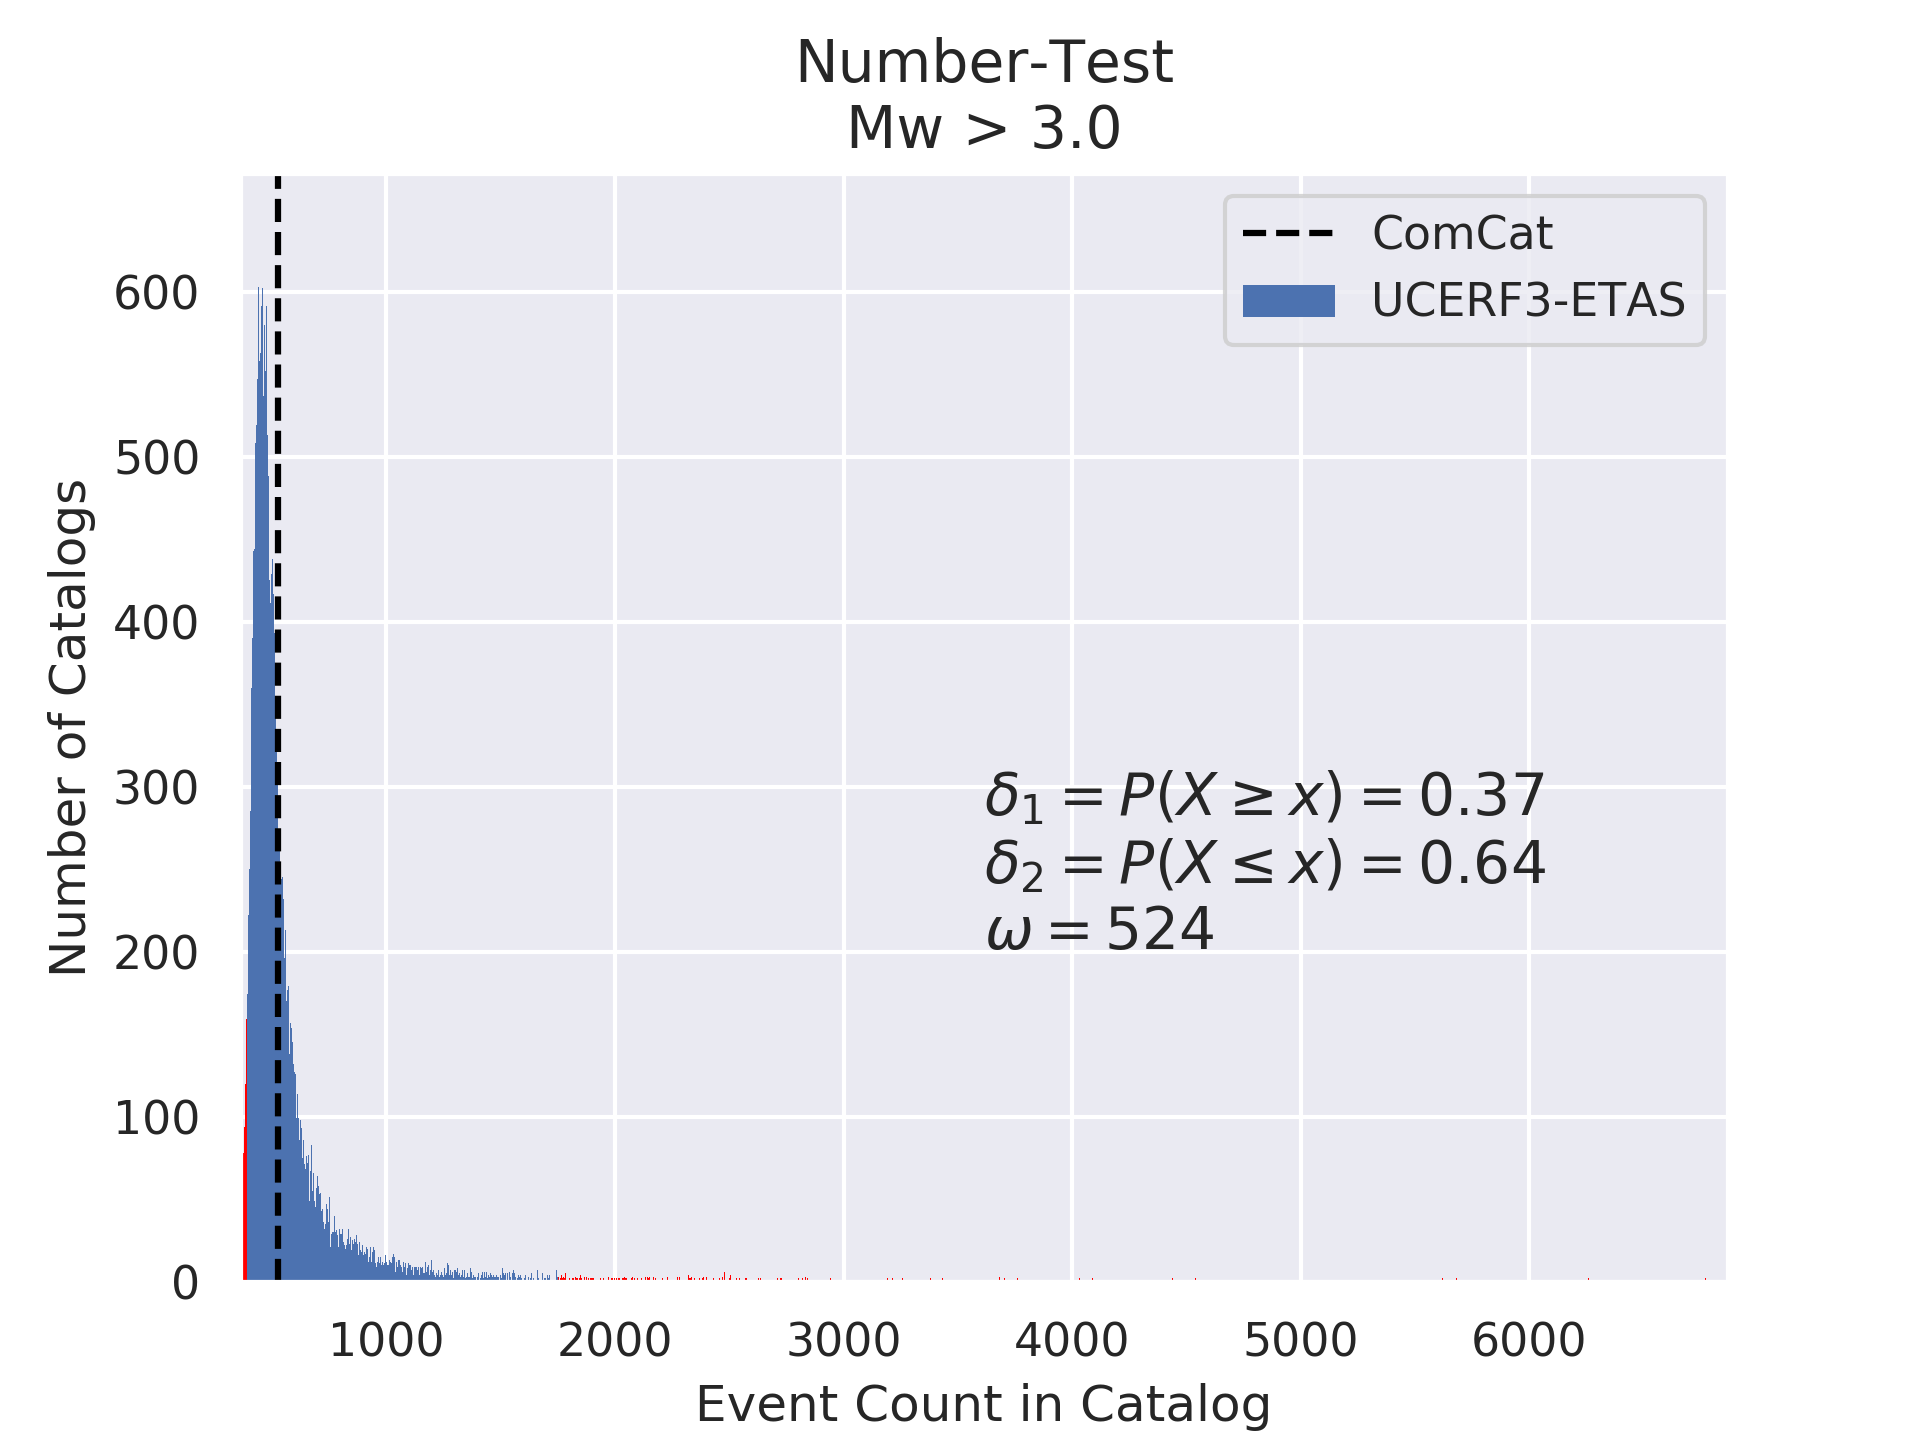 Number-Test
Mw > 3.0
ComCat
UCERF3-ETAS
600
500
400
300
200
100
0
Number of Catalogs
δ₁ = P(X ≥ x) = 0.37
δ₂ = P(X ≤ x) = 0.64
ω = 524
1000 2000 3000 4000 5000 6000
Event Count in Catalog